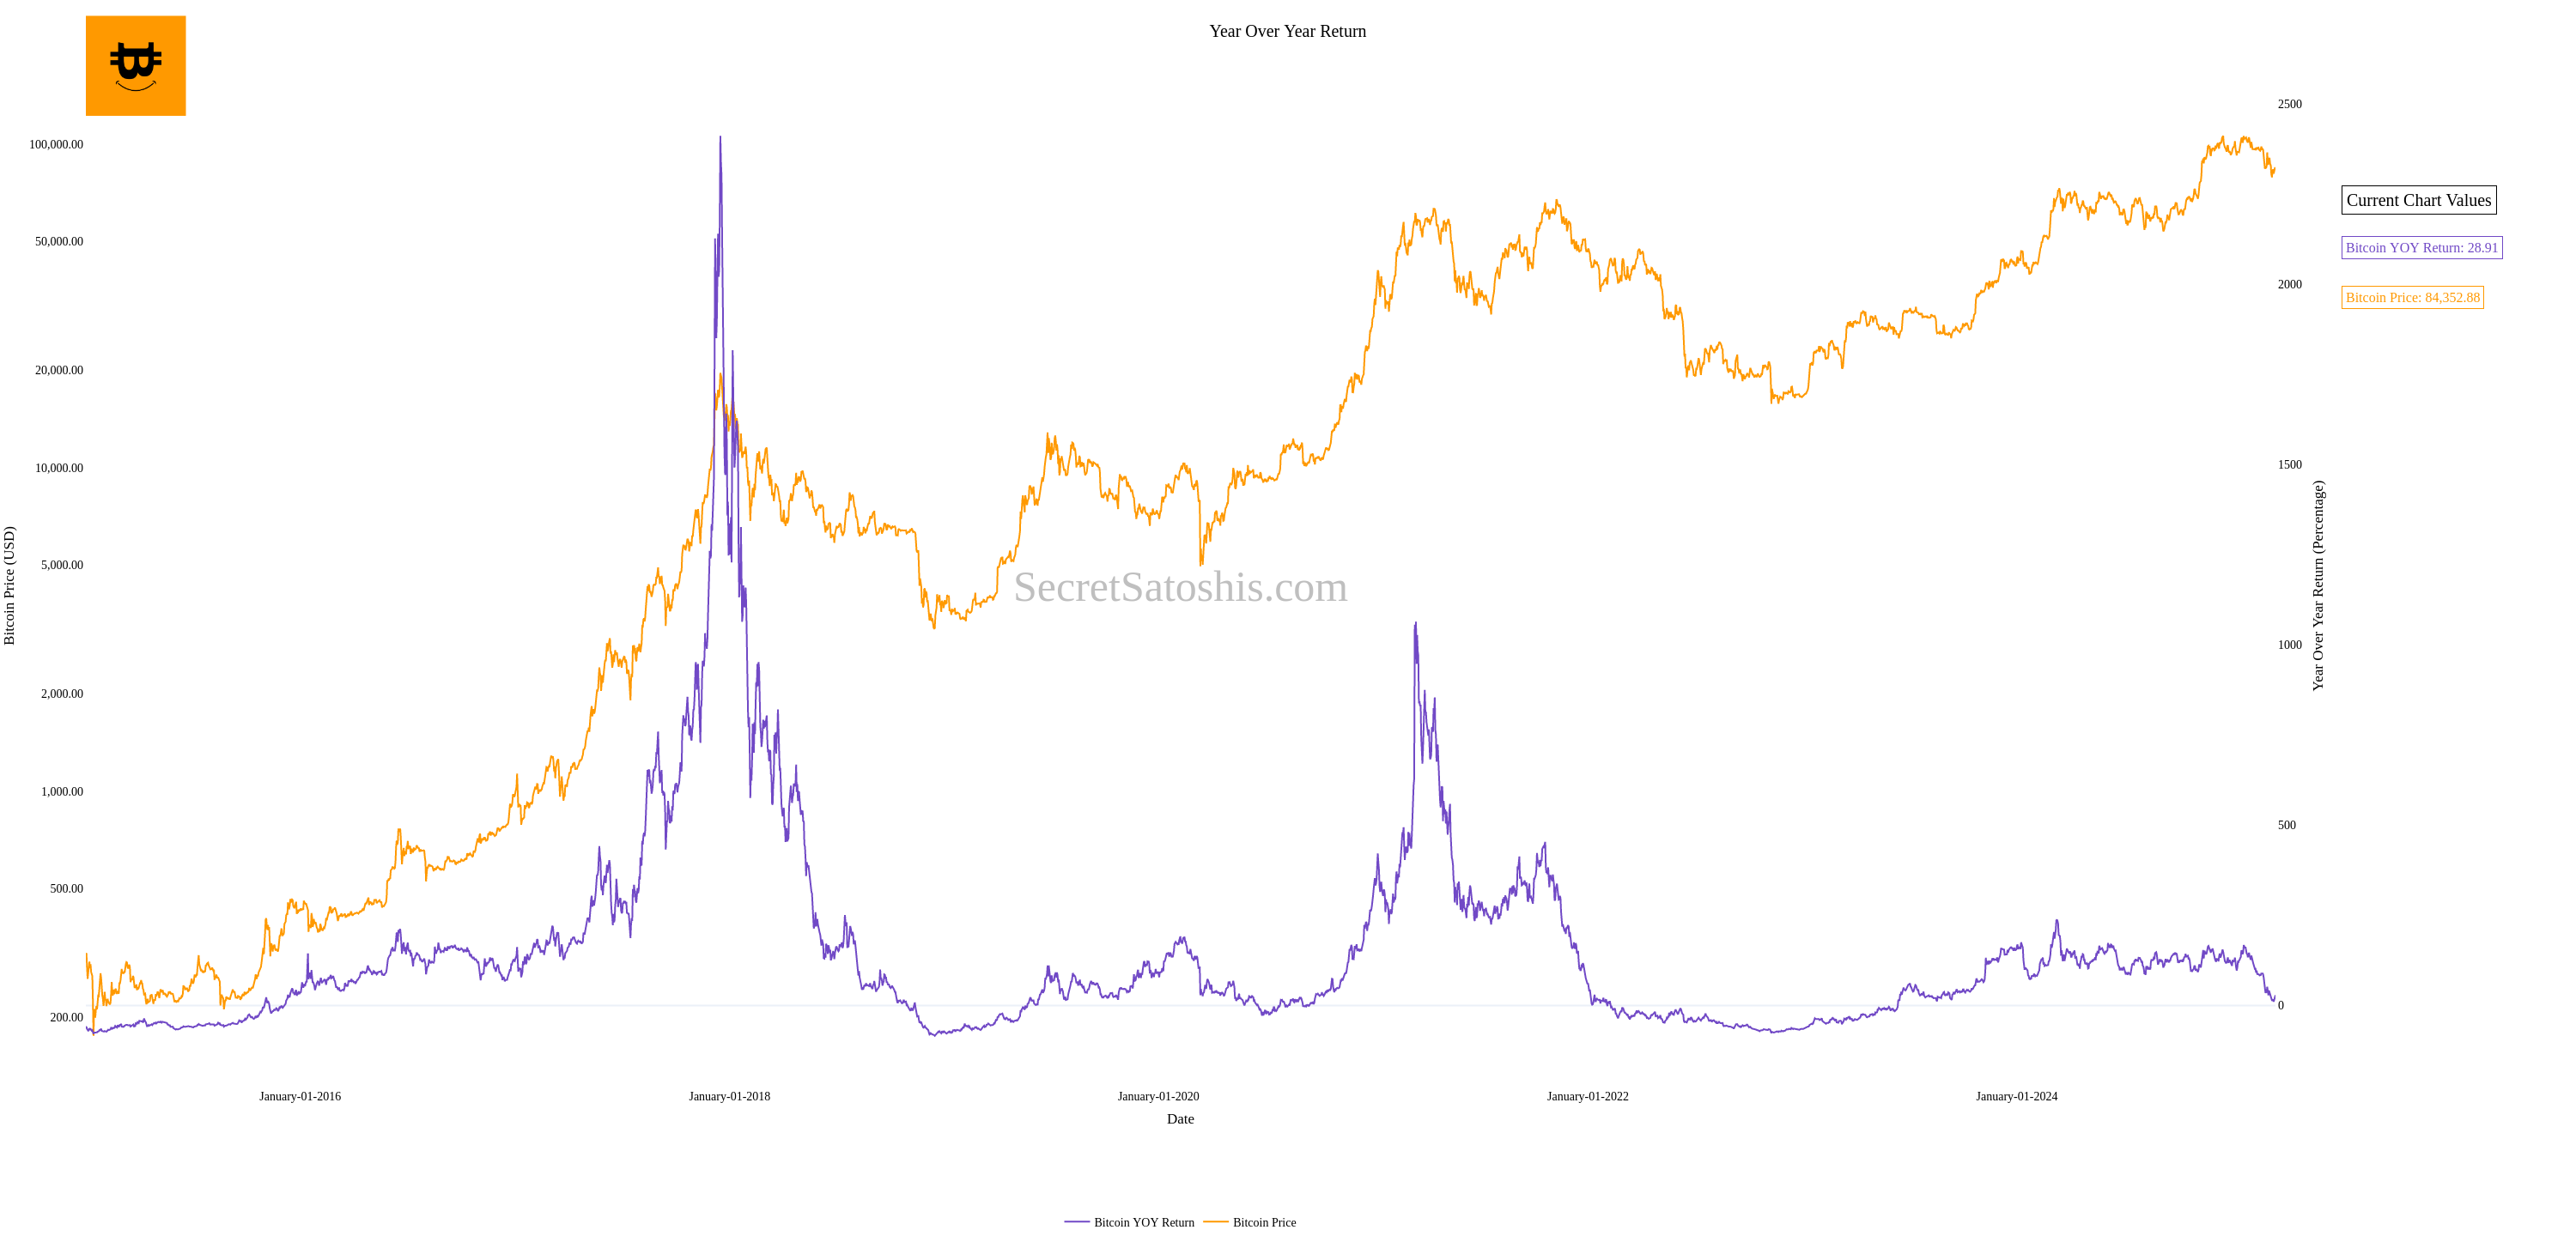 Year Over Year Return
2500
100,000.00
Current Chart Values
50,000.00
Bitcoin YOY Return: 28.91
2000
Bitcoin Price: 84,352.88
20,000.00
10,000.00
1500
Bitcoin Price (USD)
Year Over Year Return (Percentage)
5,000.00
SecretSatoshis.com
1000
2,000.00
1,000.00
500
500.00
0
200.00
January-01-2016
January-01-2018
January-01-2020
January-01-2022
January-01-2024
Date
Bitcoin YOY Return
Bitcoin Price